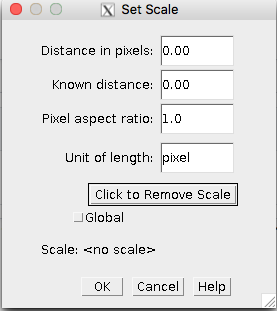 Set Scale
Distance in pixels: 0.00
Known distance: 0.00
Pixel aspect ratio: 1.0
Unit of length: pixel
Click to Remove Scale
Global
Scale: <no scale>
OK Cancel Help